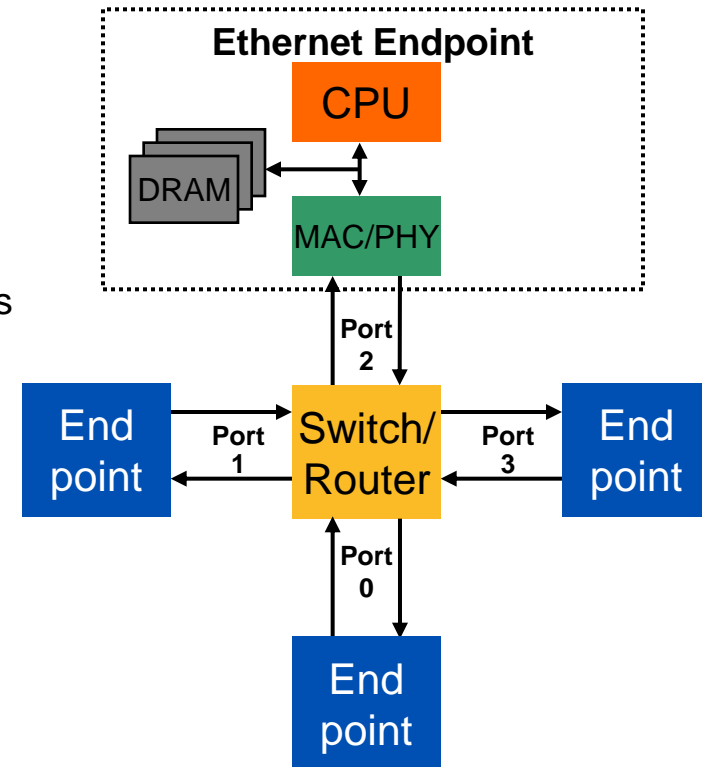 Ethernet Endpoint
CPU
DRAM
MAC/PHY
s
Port
2
End
point
Port
1
Switch/
Router
Port
3
End
point
Port
0
End
point